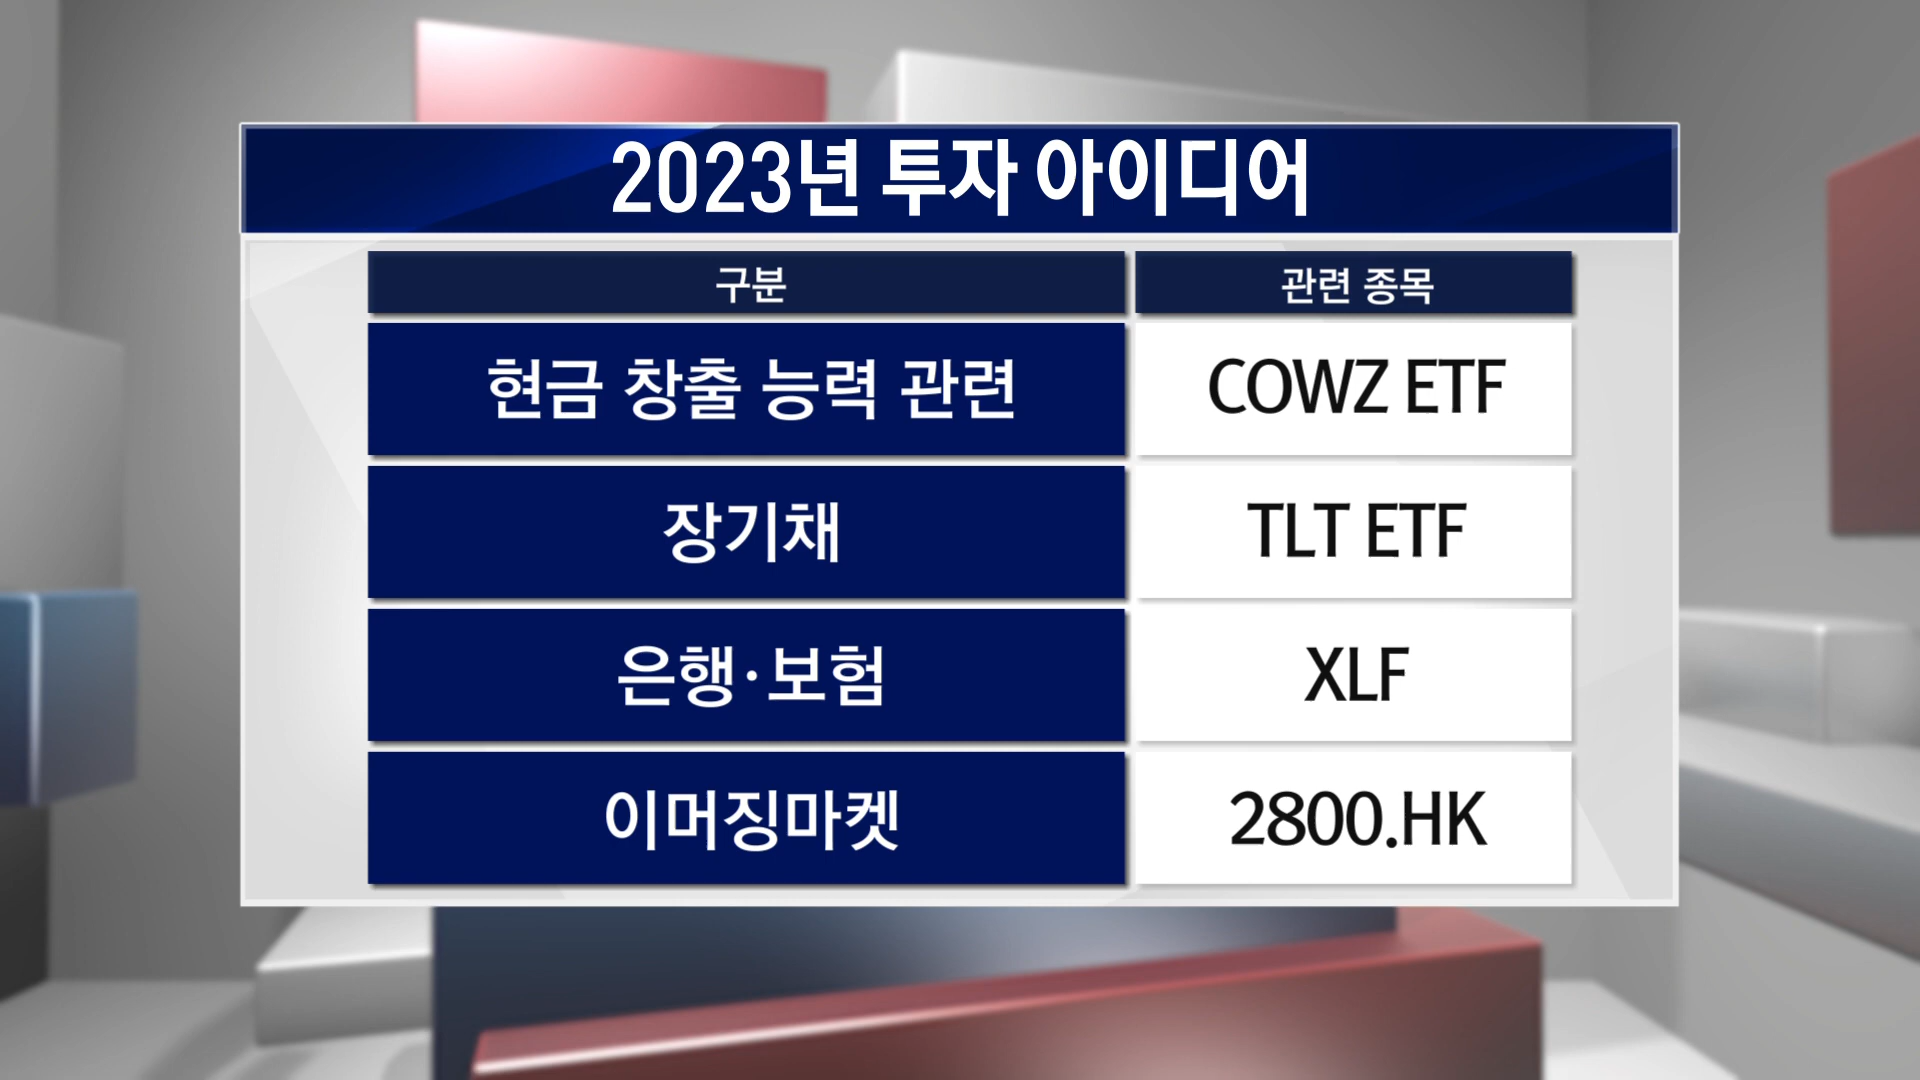 2023년 투자 아이디어
구분 관련 종목
현금 창출 능력 관련 COWZ ETF
장기채 TLT ETF
은행·보험 XLF
이머징마켓 2800.HK